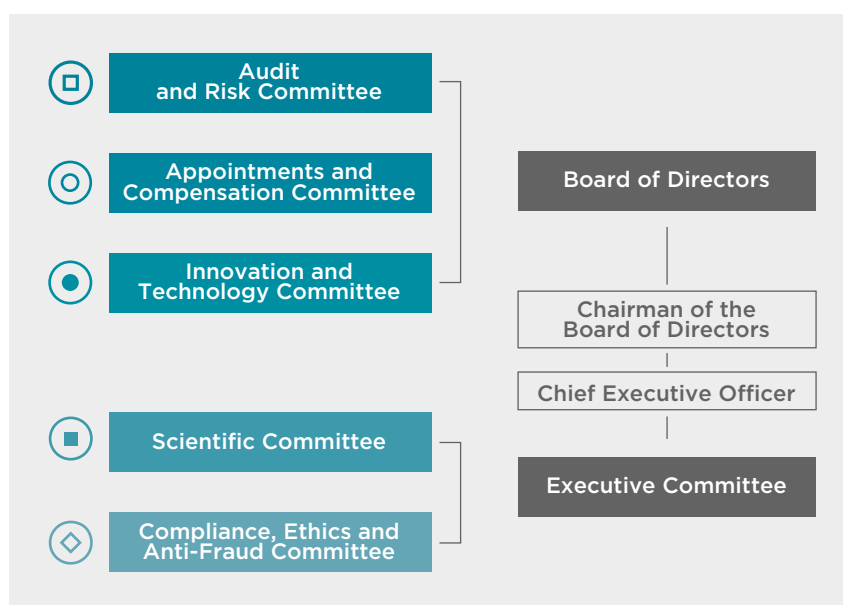 Audit
and Risk Committee
Appointments and
Compensation Committee
Innovation and
Technology Committee
Scientific Committee
Compliance, Ethics and
Anti-Fraud Committee
Board of Directors
Chairman of the
Board of Directors
Chief Executive Officer
Executive Committee